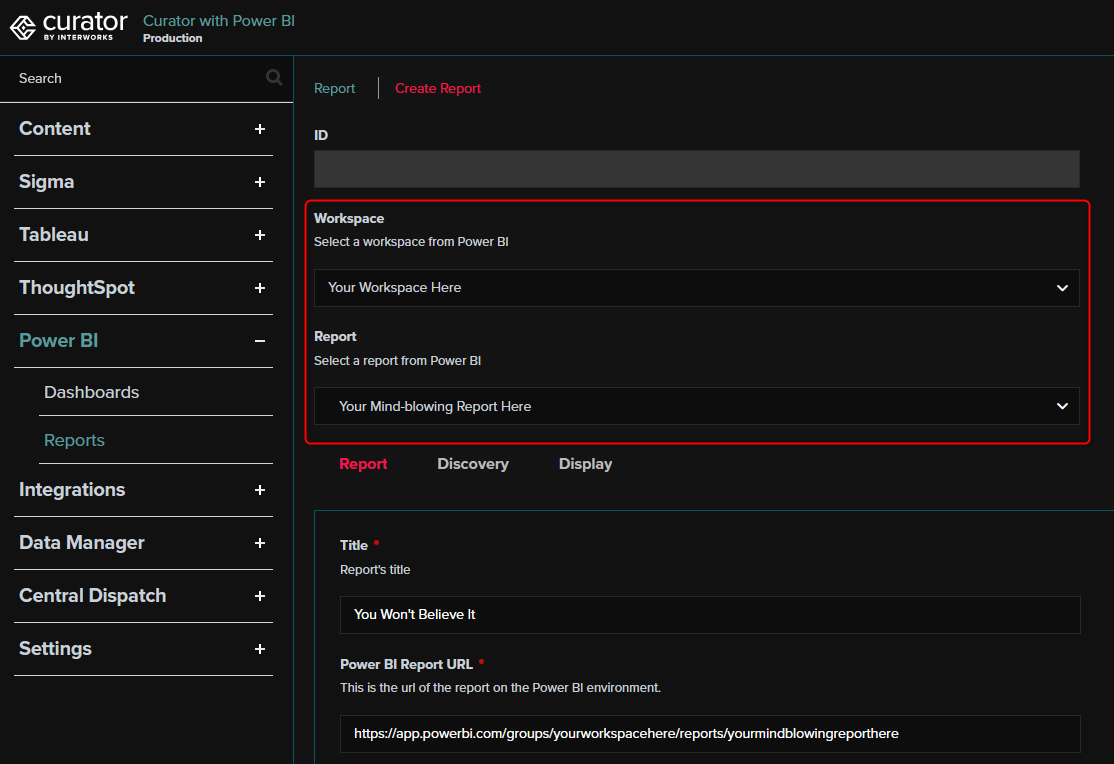 curator
BY INTERWORKS
Curator with Power BI
Production
Search
Content
Sigma
Tableau
ThoughtSpot
Power BI
Dashboards
Reports
Integrations
Data Manager
Central Dispatch
Settings
Report
Create Report
ID
Workspace
Select a workspace from Power BI
Your Workspace Here
Report
Select a report from Power BI
Your Mind-blowing Report Here
Report Discovery Display
Title *
Report's title
You Won't Believe It
Power BI Report URL *
This is the url of the report on the Power BI environment.
https://app.powerbi.com/groups/yourworkspacehere/reports/yourmindblowingreporthere